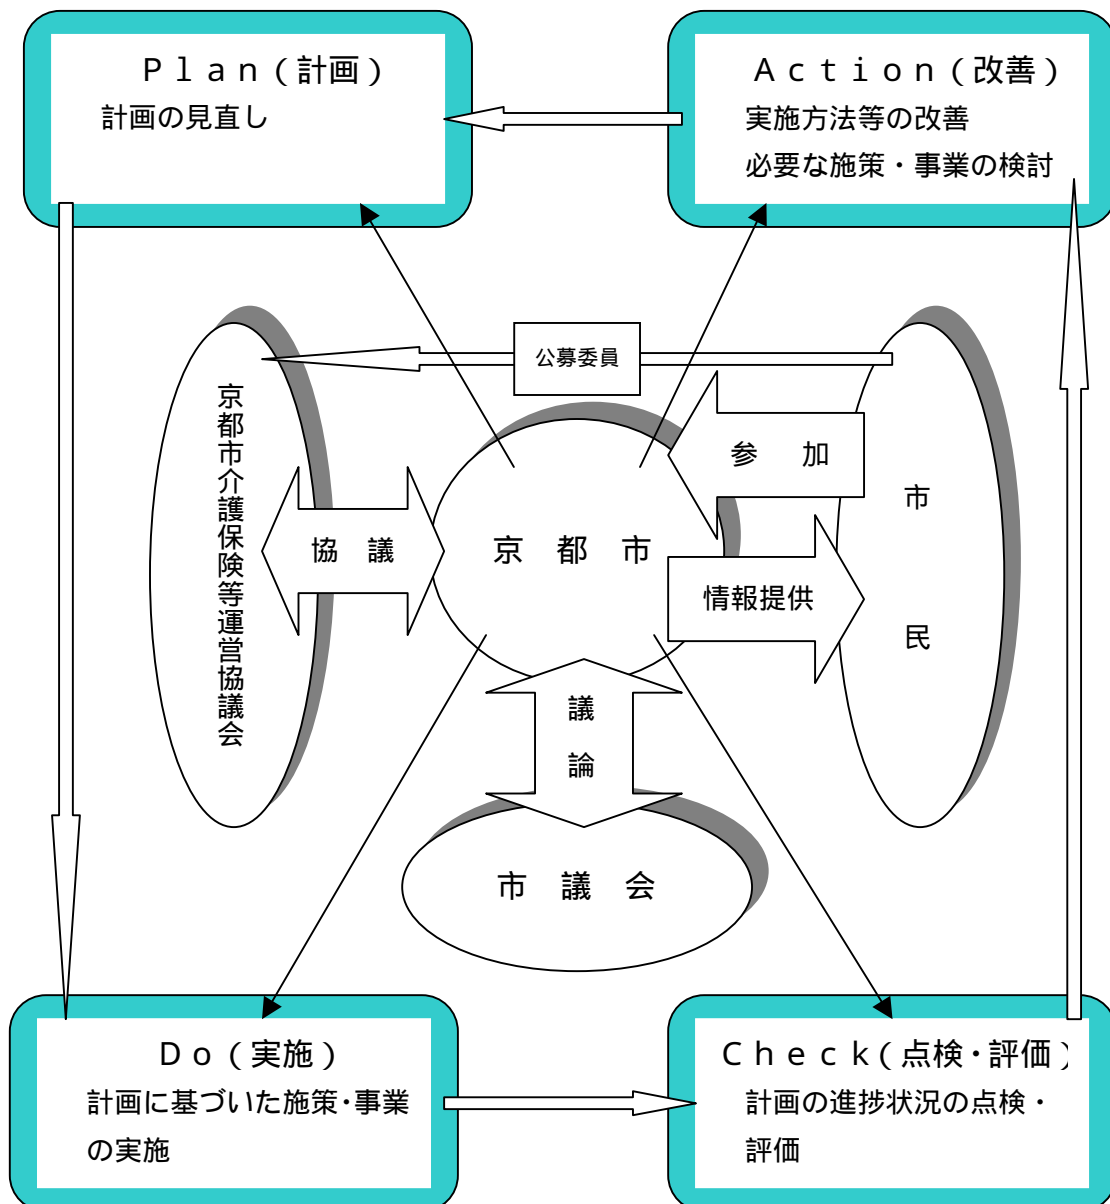 Ｐｌａｎ（計画）
計画の見直し
Ａｃｔｉｏｎ（改善）
実施方法等の改善
必要な施策・事業の検討
公募委員
京都市介護保険等運営協議会
協　議
京　都　市
参　加
情報提供
市　民
議　論
市　議　会
Ｄｏ（実施）
計画に基づいた施策・事業
の実施
Ｃｈｅｃｋ（点検・評価）
計画の進捗状況の点検・
評価